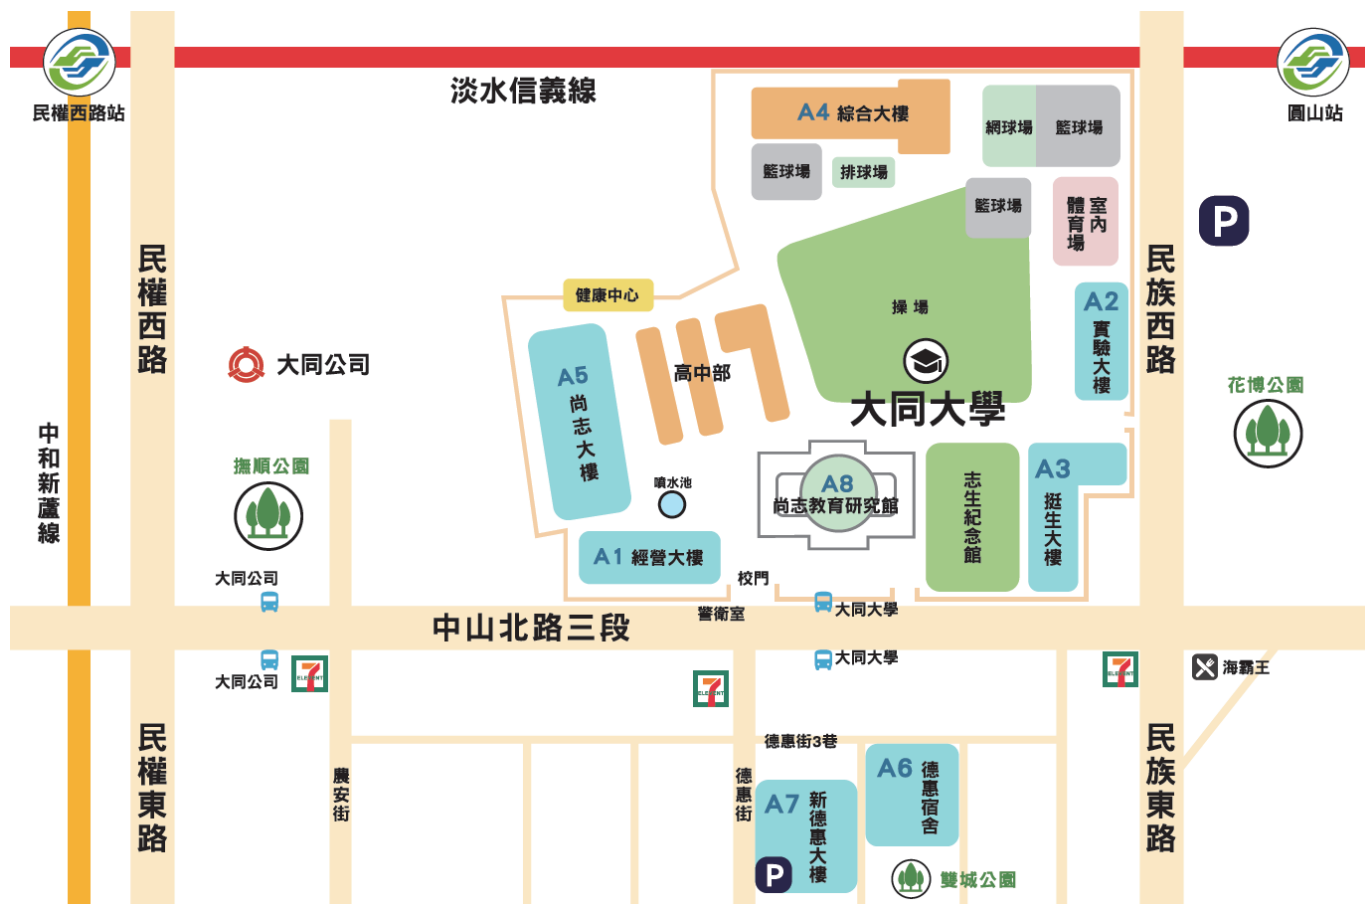 淡水信義線
民權西路站
圓山站
A4 綜合大樓
網球場
籃球場
籃球場
排球場
籃球場
室內
體育場
P
民權西路
民族西路
健康中心
A2
實驗大樓
操場
大同公司
高中部
A5
尚志大樓
大同大學
花博公園
中和新蘆線
撫順公園
噴水池
A8
尚志教育研究館
志生紀念館
A3
挺生大樓
A1 經營大樓
大同公司
校門
警衛室
大同大學
中山北路三段
大同公司
大同大學
7
ELEVEN
7
ELEVEN
7
ELEVEN
海霸王
民權東路
民族東路
德惠街3巷
農安街
德惠街
A6
德惠宿舍
A7
新德惠大樓
P
雙城公園